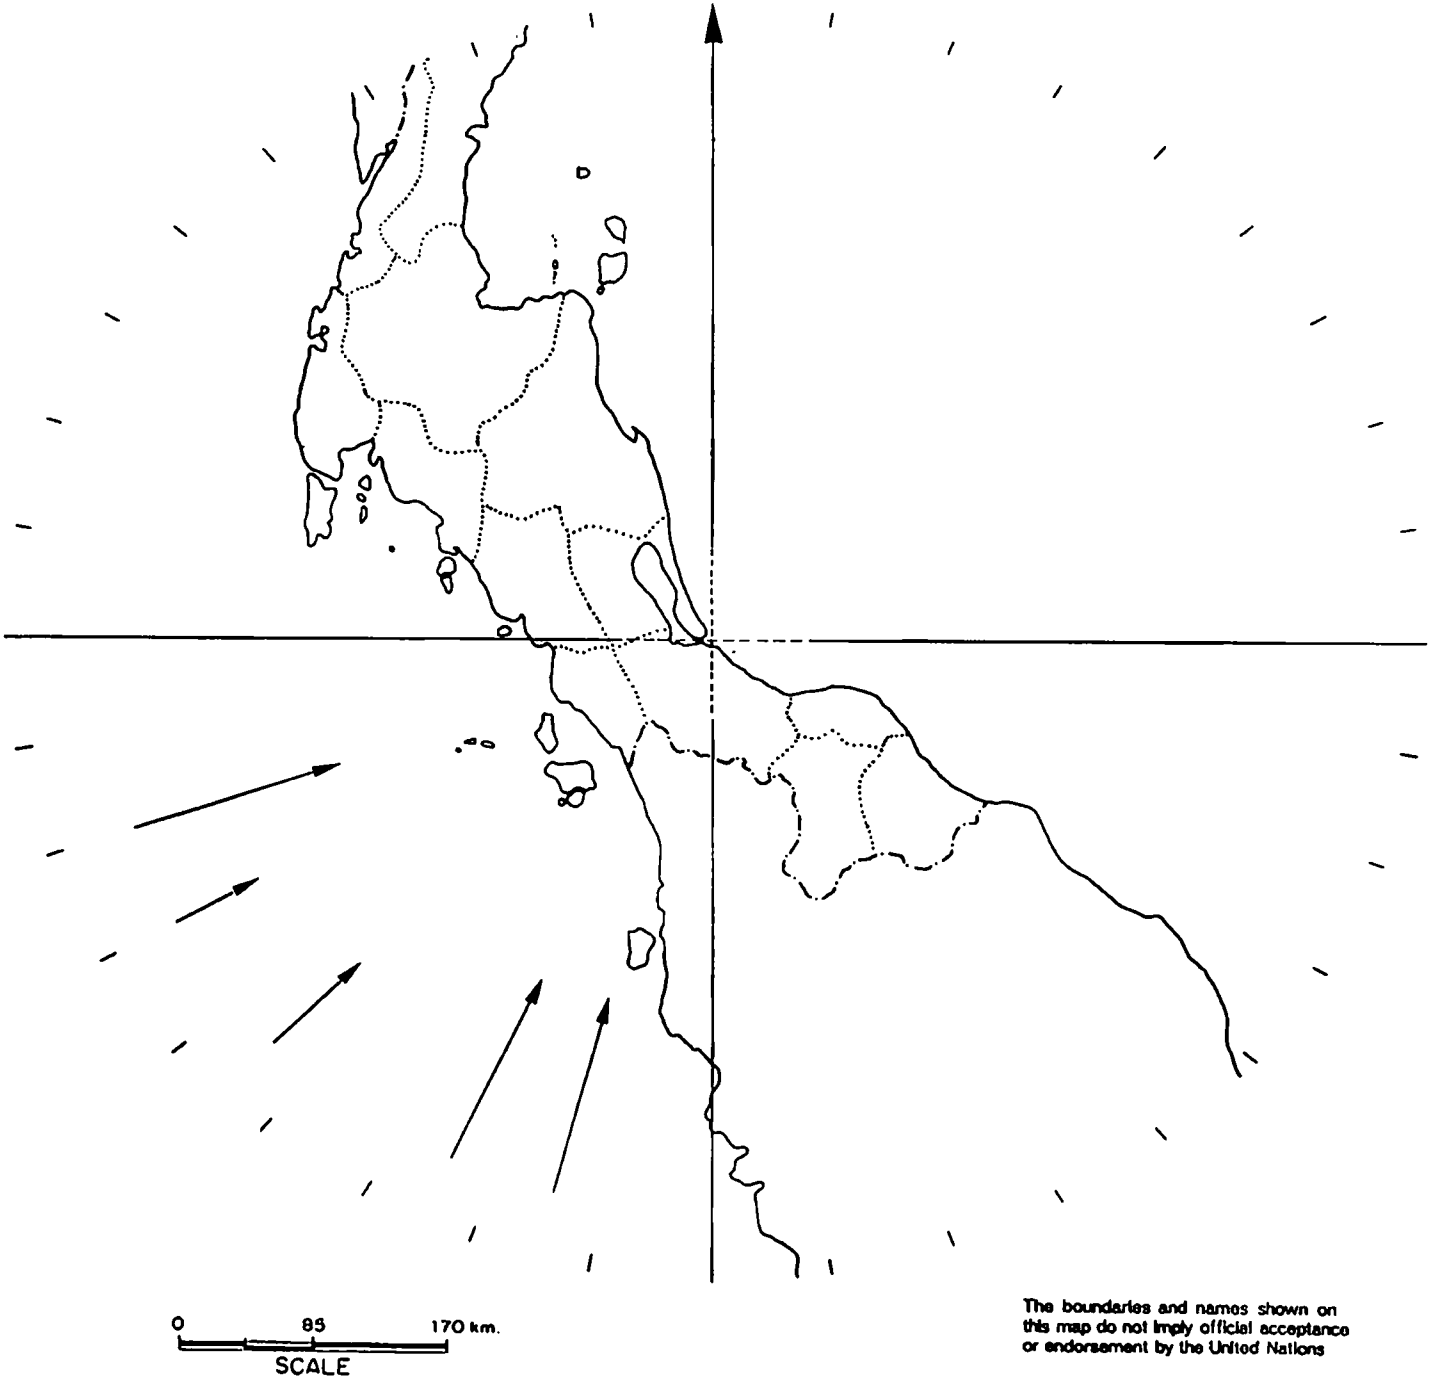 0 85 170 km.
SCALE
The boundaries and names shown on
this map do not imply official acceptance
or endorsement by the United Nations